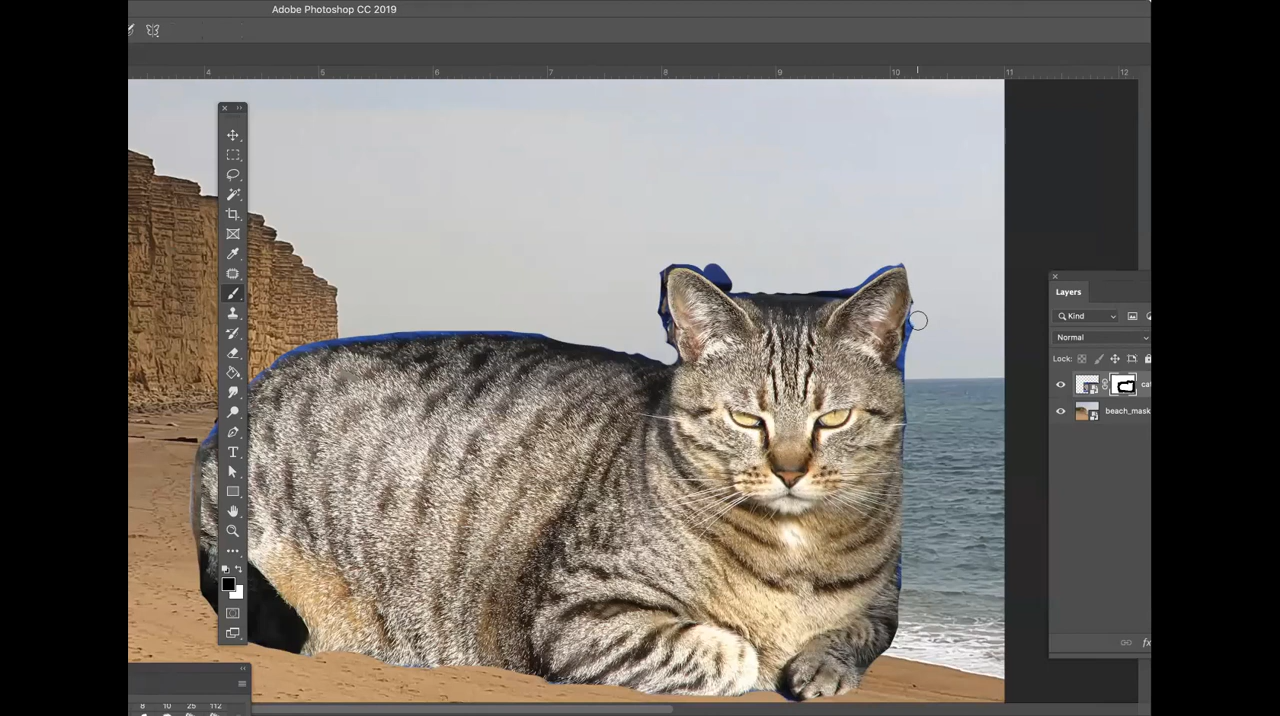 Adobe Photoshop CC 2019
4 5 6 7 8 9 10 11 12
Layers
Kind
Normal
Lock:
cat
beach_mask
T
fx
8 10 25 112